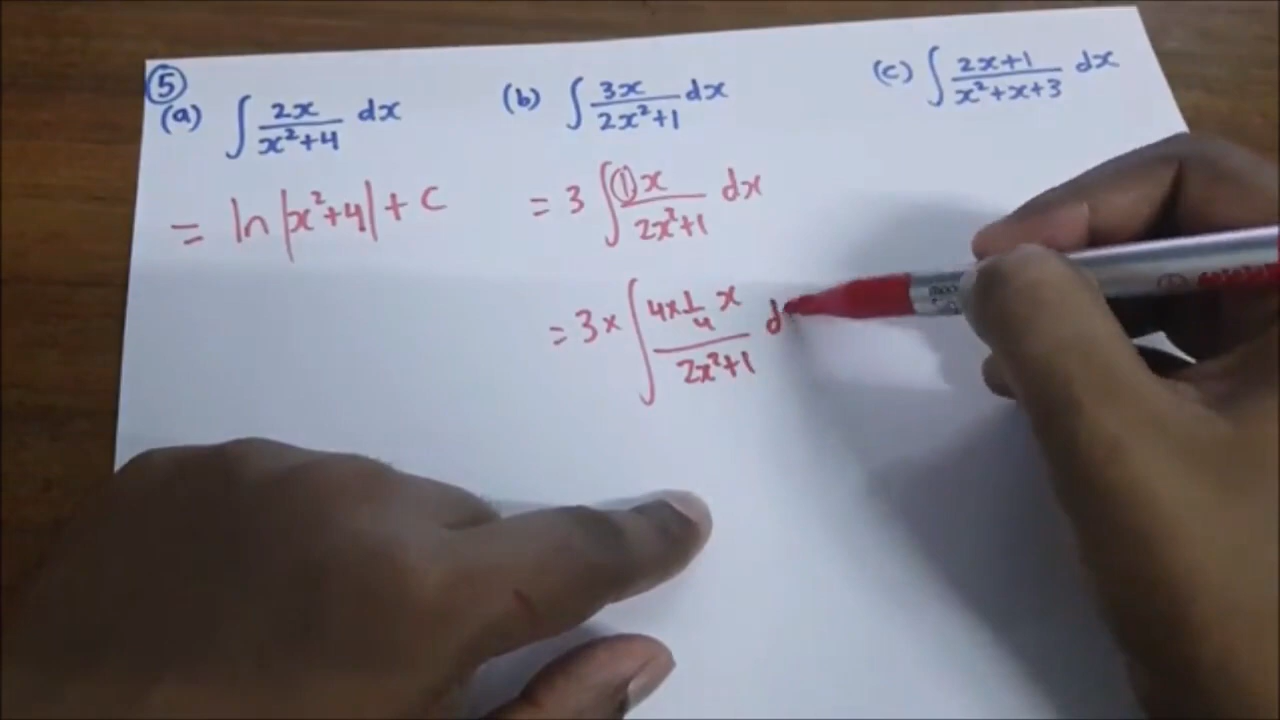 ⑤
(a) ∫ 2x/(x²+4) dx
(b) ∫ 3x/(2x²+1) dx
(c) ∫ (2x+1)/(x²+x+3) dx
= ln|x²+4| + C
= 3 ∫ ①x/(2x²+1) dx
= 3 × ∫ (4×1/4 x)/(2x²+1) d